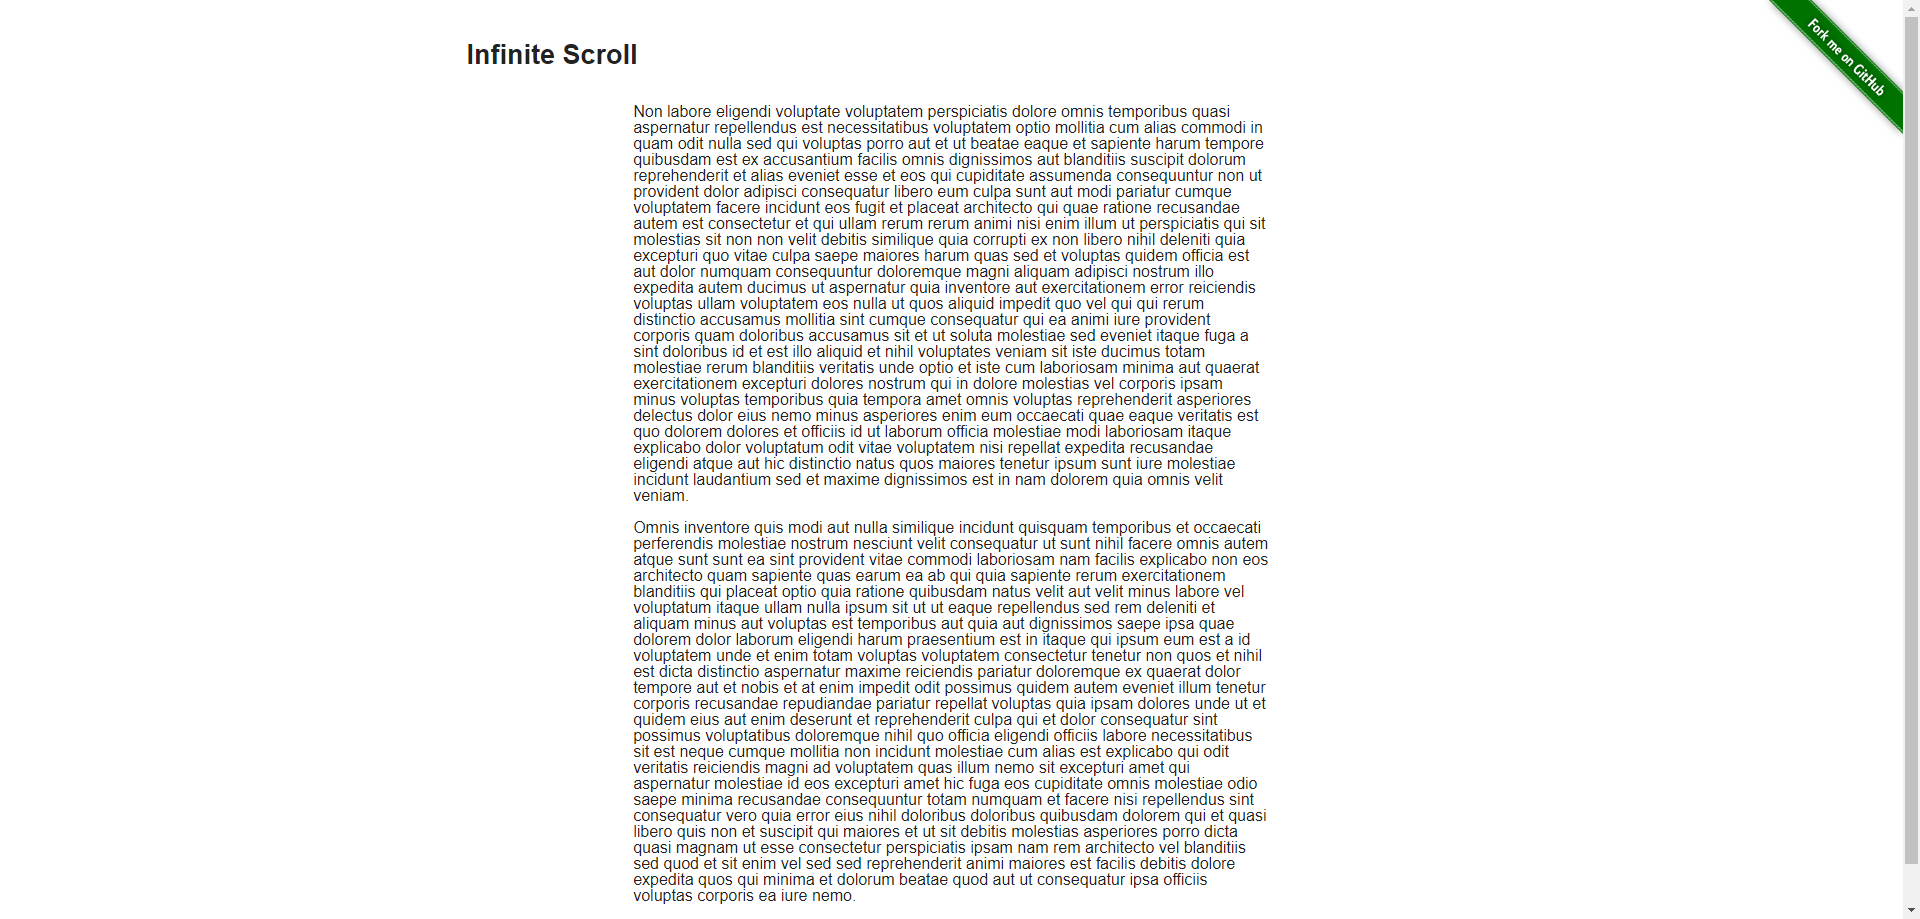 Infinite Scroll
Fork me on GitHub
Non labore eligendi voluptate voluptatem perspiciatis dolore omnis temporibus quasi
aspernatur repellendus est necessitatibus voluptatem optio mollitia cum alias commodi in
quam odit nulla sed qui voluptas porro aut et ut beatae eaque et sapiente harum tempore
quibusdam est ex accusantium facilis omnis dignissimos aut blanditiis suscipit dolorum
reprehenderit et alias eveniet esse et eos qui cupiditate assumenda consequuntur non ut
provident dolor adipisci consequatur libero eum culpa sunt aut modi pariatur cumque
voluptatem facere incidunt eos fugit et placeat architecto qui quae ratione recusandae
autem est consectetur et qui ullam rerum rerum animi nisi enim illum ut perspiciatis qui sit
molestias sit non non velit debitis similique quia corrupti ex non libero nihil deleniti quia
excepturi quo vitae culpa saepe maiores harum quas sed et voluptas quidem officia est
aut dolor numquam consequuntur doloremque magni aliquam adipisci nostrum illo
expedita autem ducimus ut aspernatur quia inventore aut exercitationem error reiciendis
voluptas ullam voluptatem eos nulla ut quos aliquid impedit quo vel qui qui rerum
distinctio accusamus mollitia sint cumque consequatur qui ea animi iure provident
corporis quam doloribus accusamus sit et ut soluta molestiae sed eveniet itaque fuga a
sint doloribus id et est illo aliquid et nihil voluptates veniam sit iste ducimus totam
molestiae rerum blanditiis veritatis unde optio et iste cum laboriosam minima aut quaerat
exercitationem excepturi dolores nostrum qui in dolore molestias vel corporis ipsam
minus voluptas temporibus quia tempora amet omnis voluptas reprehenderit asperiores
delectus dolor eius nemo minus asperiores enim eum occaecati quae eaque veritatis est
quo dolorem dolores et officiis id ut laborum officia molestiae modi laboriosam itaque
explicabo dolor voluptatum odit vitae voluptatem nisi repellat expedita recusandae
eligendi atque aut hic distinctio natus quos maiores tenetur ipsum sunt iure molestiae
incidunt laudantium sed et maxime dignissimos est in nam dolorem quia omnis velit
veniam.
Omnis inventore quis modi aut nulla similique incidunt quisquam temporibus et occaecati
perferendis molestiae nostrum nesciunt velit consequatur ut sunt nihil facere omnis autem
atque sunt sunt ea sint provident vitae commodi laboriosam nam facilis explicabo non eos
architecto quam sapiente quas earum ea ab qui quia sapiente rerum exercitationem
blanditiis qui placeat optio quia ratione quibusdam natus velit aut velit minus labore vel
voluptatum itaque ullam nulla ipsum sit ut ut eaque repellendus sed rem deleniti et
aliquam minus aut voluptas est temporibus aut quia aut dignissimos saepe ipsa quae
dolorem dolor laborum eligendi harum praesentium est in itaque qui ipsum eum est a id
voluptatem unde et enim totam voluptas voluptatem consectetur tenetur non quos et nihil
est dicta distinctio aspernatur maxime reiciendis pariatur doloremque ex quaerat dolor
tempore aut et nobis et at enim impedit odit possimus quidem autem eveniet illum tenetur
corporis recusandae repudiandae pariatur repellat voluptas quia ipsam dolores unde ut et
quidem eius aut enim deserunt et reprehenderit culpa qui et dolor consequatur sint
possimus voluptatibus doloremque nihil quo officia eligendi officiis labore necessitatibus
sit est neque cumque mollitia non incidunt molestiae cum alias est explicabo qui odit
veritatis reiciendis magni ad voluptatem quas illum nemo sit excepturi amet qui
aspernatur molestiae id eos excepturi amet hic fuga eos cupiditate omnis molestiae odio
saepe minima recusandae consequuntur totam numquam et facere nisi repellendus sint
consequatur vero quia error eius nihil doloribus doloribus quibusdam dolorem qui et quasi
libero quis non et suscipit qui maiores et ut sit debitis molestias asperiores porro dicta
quasi magnam ut esse consectetur perspiciatis ipsam nam rem architecto vel blanditiis
sed quod et sit enim vel sed sed reprehenderit animi maiores est facilis debitis dolore
expedita quos qui minima et dolorum beatae quod aut ut consequatur ipsa officiis
voluptas corporis ea iure nemo.